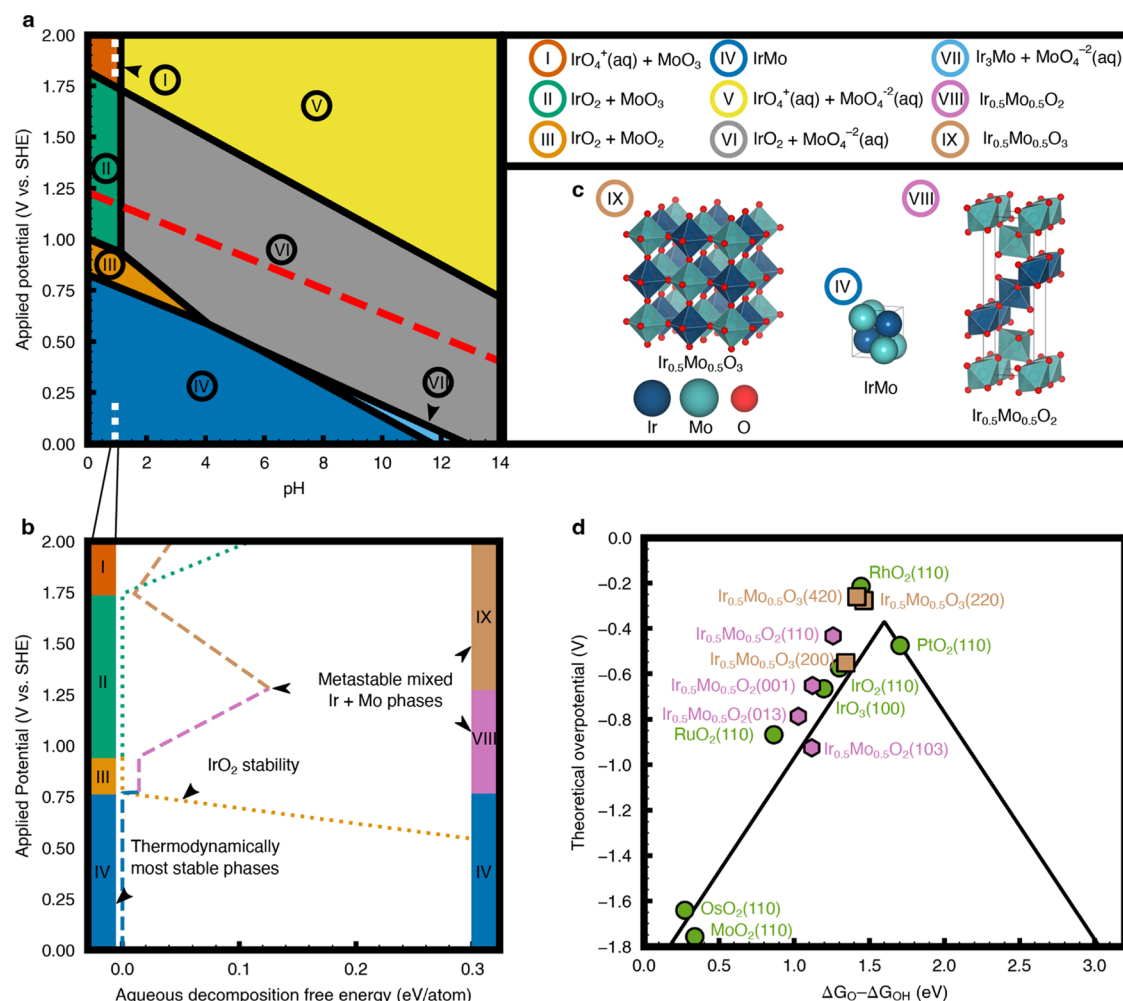 a
2.00
1.75
1.50
1.25
1.00
0.75
0.50
0.25
0.00
Applied potential (V vs. SHE)
I
II
III
IV
V
VI
VII
0 2 4 6 8 10 12 14
pH
I IrO₄⁺(aq) + MoO₃
II IrO₂ + MoO₃
III IrO₂ + MoO₂
IV IrMo
V IrO₄⁺(aq) + MoO₄⁻²(aq)
VI IrO₂ + MoO₄⁻²(aq)
VII Ir₃Mo + MoO₄⁻²(aq)
VIII Ir₀.₅Mo₀.₅O₂
IX Ir₀.₅Mo₀.₅O₃
c
IX
Ir₀.₅Mo₀.₅O₃
Ir Mo O
IV
IrMo
VIII
Ir₀.₅Mo₀.₅O₂
b
2.00
1.75
1.50
1.25
1.00
0.75
0.50
0.25
0.00
Applied Potential (V vs. SHE)
I
II
III
IV
IX
VIII
IV
Metastable mixed
Ir + Mo phases
IrO₂ stability
Thermodynamically
most stable phases
0.0 0.1 0.2 0.3
Aqueous decomposition free energy (eV/atom)
d
0.0
−0.2
−0.4
−0.6
−0.8
−1.0
−1.2
−1.4
−1.6
−1.8
Theoretical overpotential (V)
RhO₂(110)
Ir₀.₅Mo₀.₅O₃(420)
Ir₀.₅Mo₀.₅O₃(220)
Ir₀.₅Mo₀.₅O₂(110)
PtO₂(110)
Ir₀.₅Mo₀.₅O₃(200)
Ir₀.₅Mo₀.₅O₂(001)
IrO₂(110)
IrO₃(100)
Ir₀.₅Mo₀.₅O₂(013)
RuO₂(110)
Ir₀.₅Mo₀.₅O₂(103)
OsO₂(110)
MoO₂(110)
0.0 0.5 1.0 1.5 2.0 2.5 3.0
ΔG_O−ΔG_OH (eV)